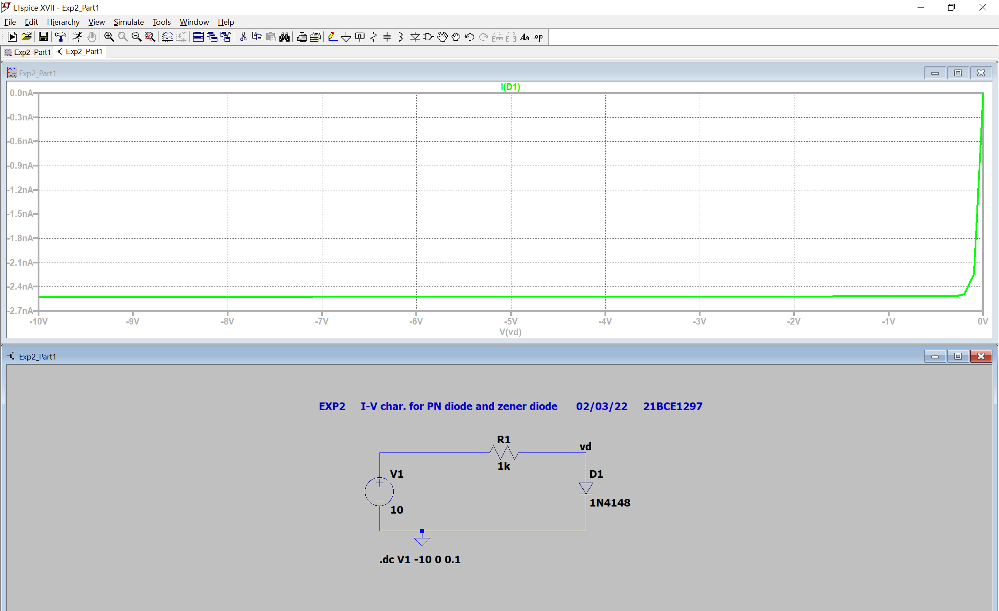 LTspice XVII - Exp2_Part1
File Edit Hierarchy View Simulate Tools Window Help
Exp2_Part1 Exp2_Part1
Exp2_Part1
I(D1)
0.0nA
-0.3nA
-0.6nA
-0.9nA
-1.2nA
-1.5nA
-1.8nA
-2.1nA
-2.4nA
-2.7nA
-10V -9V -8V -7V -6V -5V -4V -3V -2V -1V 0V
V(vd)
Exp2_Part1
EXP2 I-V char. for PN diode and zener diode 02/03/22 21BCE1297
R1
vd
1k
V1
D1
10
1N4148
.dc V1 -10 0 0.1